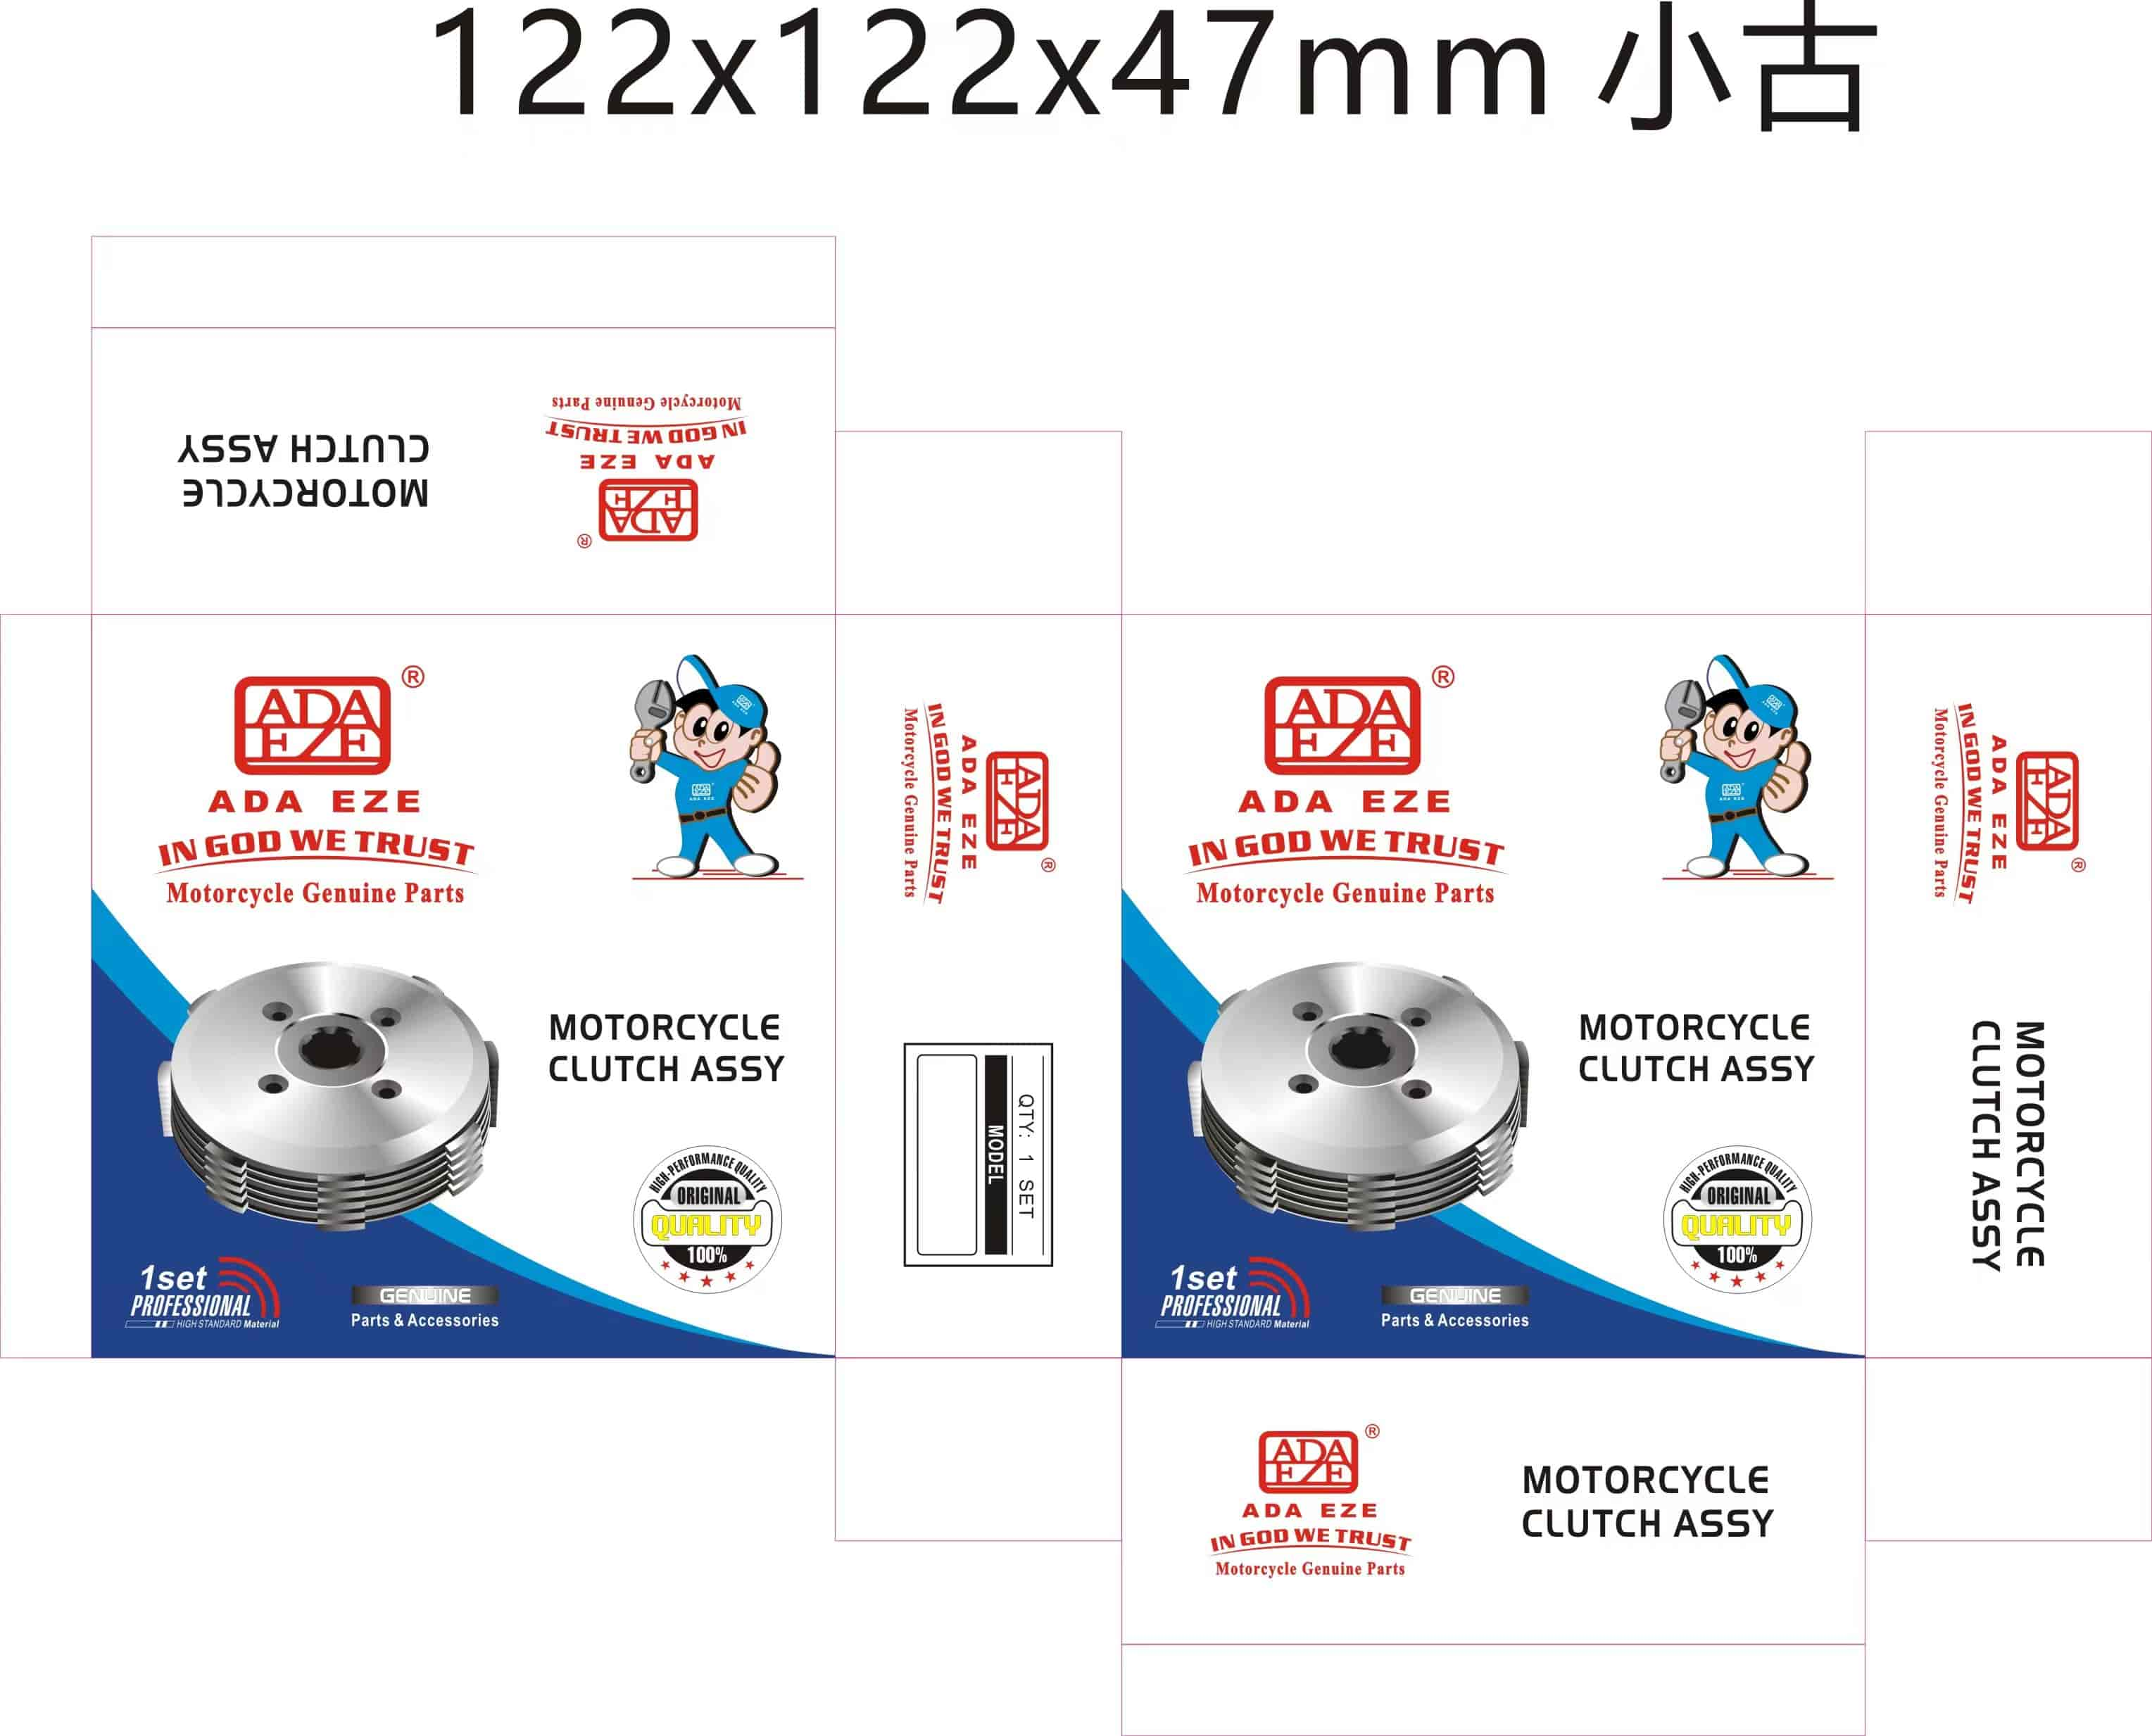 122x122x47mm 小古
MOTORCYCLE
CLUTCH ASSY
ADA
EZE
®
ADA EZE
IN GOD WE TRUST
Motorcycle Genuine Parts
ADA
EZE
®
ADA EZE
IN GOD WE TRUST
Motorcycle Genuine Parts
MOTORCYCLE
CLUTCH ASSY
HIGH-PERFORMANCE QUALITY
ORIGINAL
QUALITY
100%
1set
PROFESSIONAL
HIGH STANDARD Material
GENUINE
Parts & Accessories
ADA
EZE
®
ADA EZE
IN GOD WE TRUST
Motorcycle Genuine Parts
QTY: 1 SET
MODEL
ADA
EZE
®
ADA EZE
IN GOD WE TRUST
Motorcycle Genuine Parts
MOTORCYCLE
CLUTCH ASSY
HIGH-PERFORMANCE QUALITY
ORIGINAL
QUALITY
100%
1set
PROFESSIONAL
HIGH STANDARD Material
GENUINE
Parts & Accessories
ADA
EZE
®
ADA EZE
IN GOD WE TRUST
Motorcycle Genuine Parts
MOTORCYCLE
CLUTCH ASSY
ADA
EZE
®
ADA EZE
IN GOD WE TRUST
Motorcycle Genuine Parts
MOTORCYCLE
CLUTCH ASSY